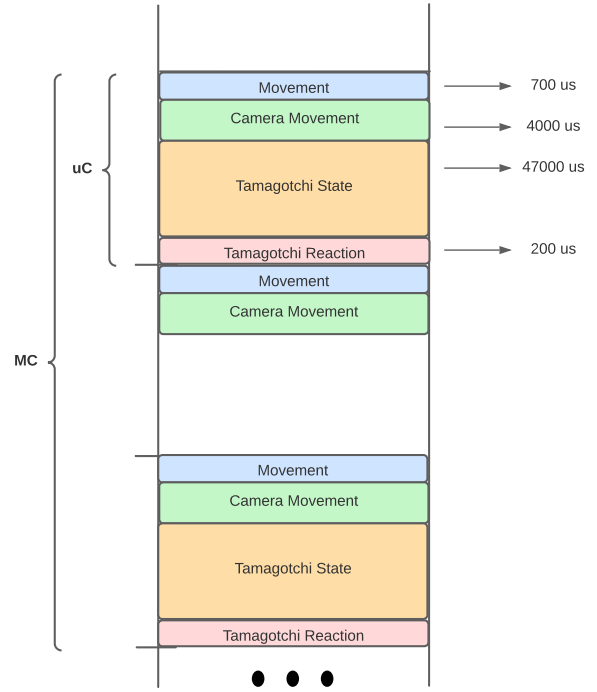 Movement
700 us
Camera Movement
4000 us
uC
47000 us
Tamagotchi State
Tamagotchi Reaction
200 us
Movement
Camera Movement
MC
Movement
Camera Movement
Tamagotchi State
Tamagotchi Reaction